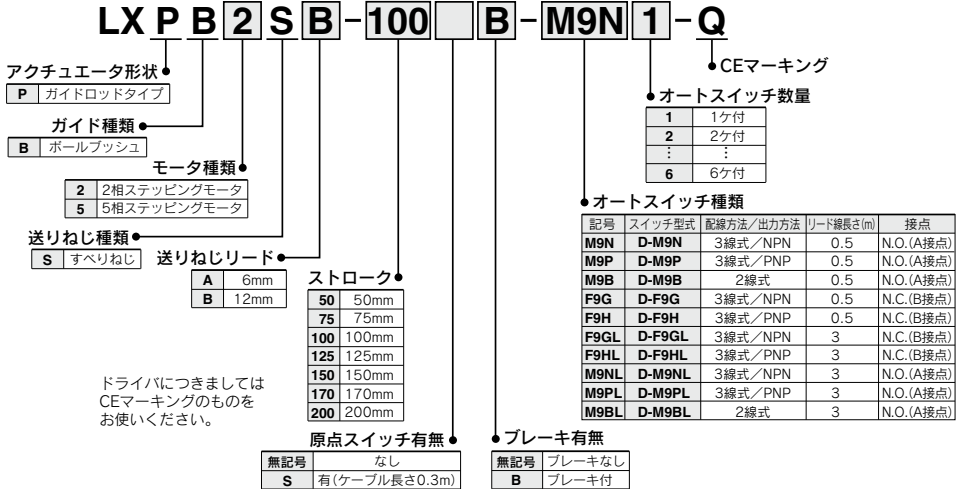 LX P B 2 S B - 100 B - M9N 1 - Q
CEマーキング
アクチュエータ形状
P ガイドロッドタイプ
オートスイッチ数量
1 1ケ付
2 2ケ付
⋮ ⋮
6 6ケ付
ガイド種類
B ボールブッシュ
モータ種類
2 2相ステッピングモータ
5 5相ステッピングモータ
オートスイッチ種類
記号 スイッチ型式 配線方法／出力方法 リード線長さ(m) 接点
M9N D-M9N 3線式／NPN 0.5 N.O.(A接点)
M9P D-M9P 3線式／PNP 0.5 N.O.(A接点)
M9B D-M9B 2線式 0.5 N.O.(A接点)
F9G D-F9G 3線式／NPN 0.5 N.C.(B接点)
F9H D-F9H 3線式／PNP 0.5 N.C.(B接点)
F9GL D-F9GL 3線式／NPN 3 N.C.(B接点)
F9HL D-F9HL 3線式／PNP 3 N.C.(B接点)
M9NL D-M9NL 3線式／NPN 3 N.O.(A接点)
M9PL D-M9PL 3線式／PNP 3 N.O.(A接点)
M9BL D-M9BL 2線式 3 N.O.(A接点)
送りねじ種類
S すべりねじ
送りねじリード
A 6mm
B 12mm
ストローク
50 50mm
75 75mm
100 100mm
125 125mm
150 150mm
170 170mm
200 200mm
ドライバにつきましては
CEマーキングのものを
お使いください。
原点スイッチ有無
無記号 なし
S 有(ケーブル長さ0.3m)
ブレーキ有無
無記号 ブレーキなし
B ブレーキ付